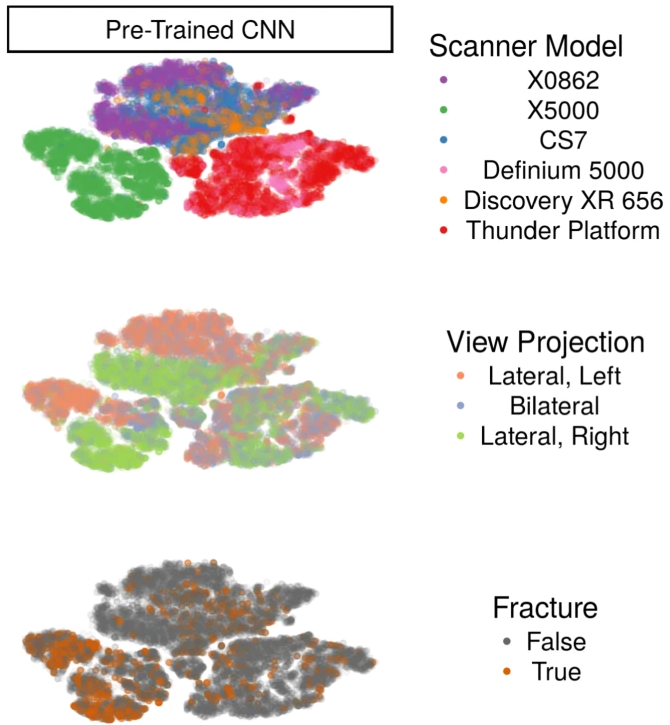 Pre-Trained CNN
Scanner Model
X0862
X5000
CS7
Definium 5000
Discovery XR 656
Thunder Platform
View Projection
Lateral, Left
Bilateral
Lateral, Right
Fracture
False
True